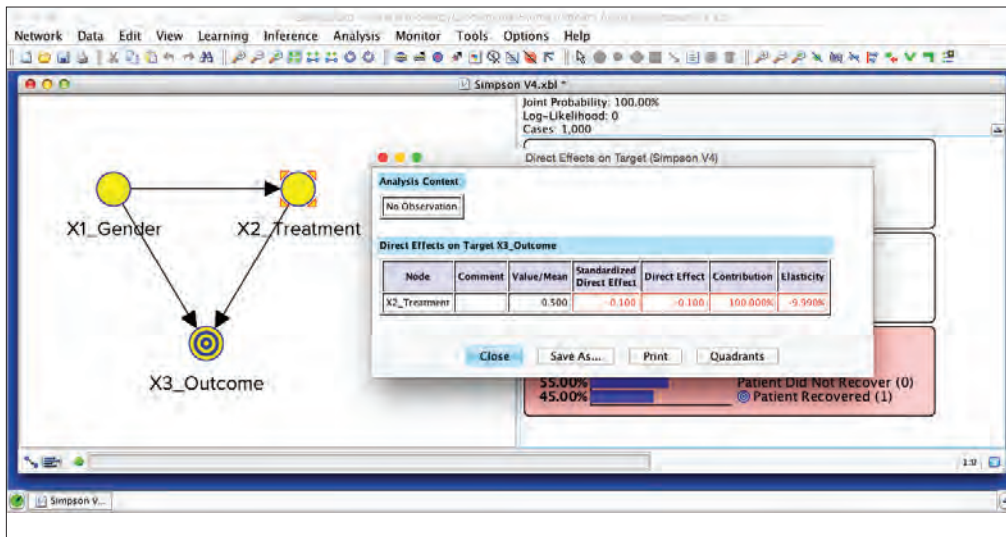 Network Data Edit View Learning Inference Analysis Monitor Tools Options Help
Simpson V4.xbl *
Joint Probability: 100.00%
Log-Likelihood: 0
Cases: 1,000
Direct Effects on Target (Simpson V4)
Analysis Context
No Observation
X1_Gender
X2_Treatment
Direct Effects on Target X3_Outcome
Node Comment Value/Mean Standardized Direct Effect Direct Effect Contribution Elasticity
X2_Treatment 0.500 -0.100 -0.100 100.000% -9.990%
Close Save As... Print Quadrants
X3_Outcome
55.00% Patient Did Not Recover (0)
45.00% Patient Recovered (1)
Simpson V...